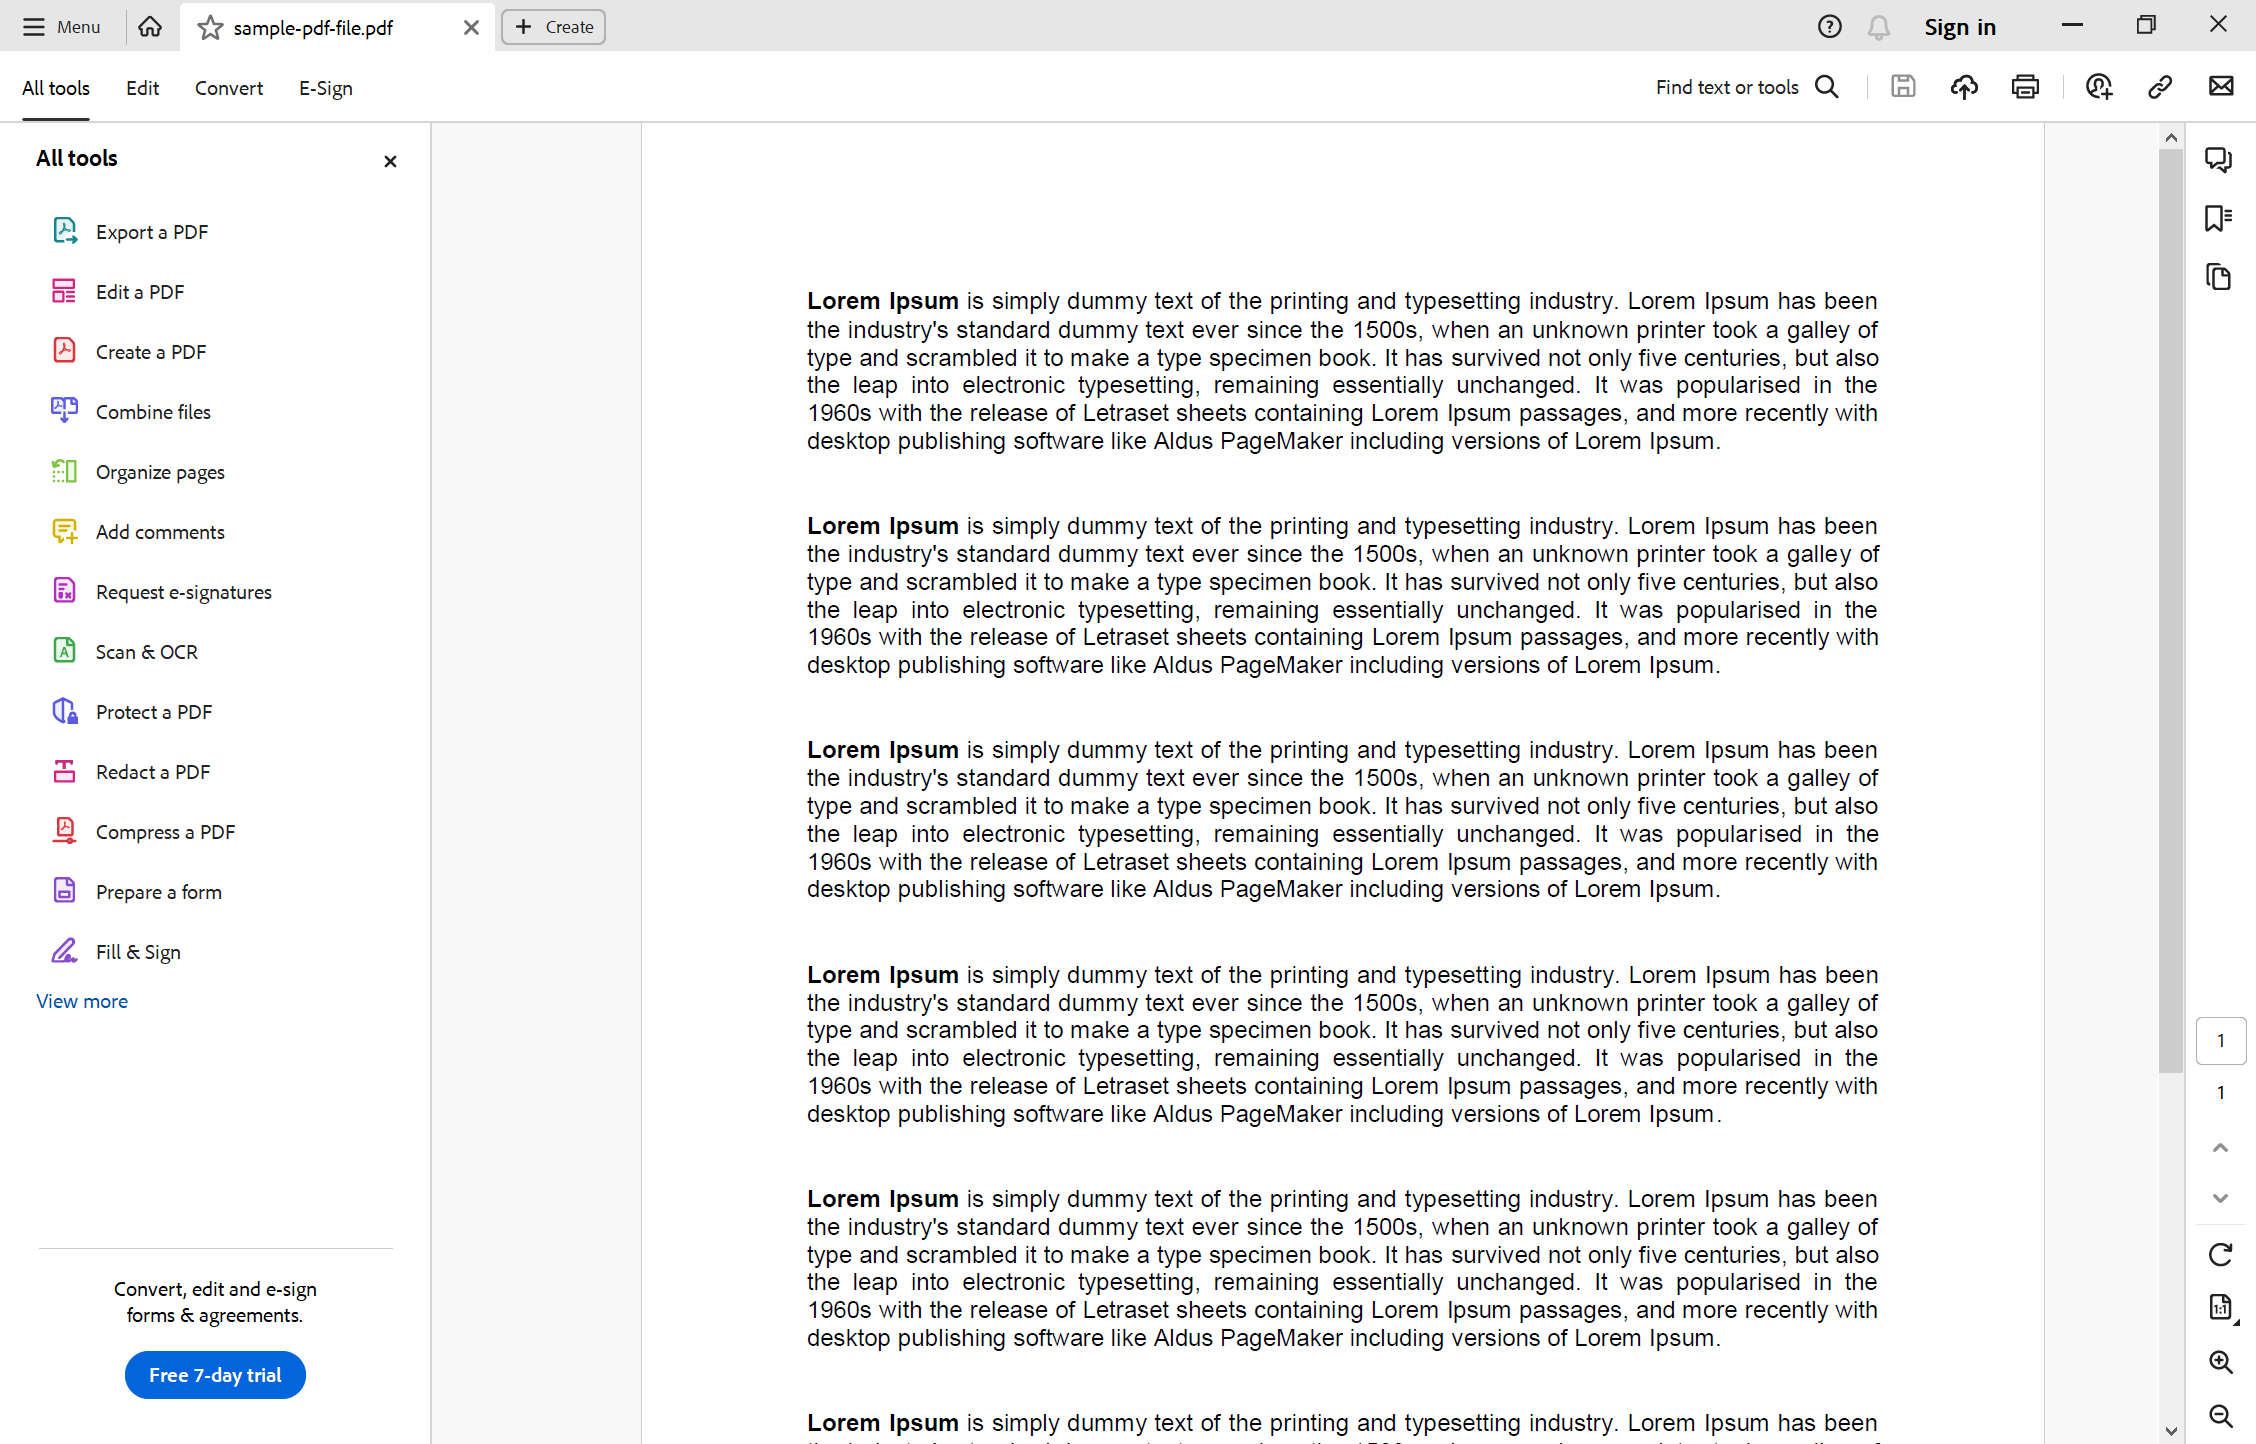 Menu
sample-pdf-file.pdf
Create
Sign in
All tools
Edit
Convert
E-Sign
Find text or tools
All tools
Export a PDF
Edit a PDF
Create a PDF
Combine files
Organize pages
Add comments
Request e-signatures
Scan & OCR
Protect a PDF
Redact a PDF
Compress a PDF
Prepare a form
Fill & Sign
View more
Convert, edit and e-sign
forms & agreements.
Free 7-day trial
Lorem Ipsum is simply dummy text of the printing and typesetting industry. Lorem Ipsum has been
the industry's standard dummy text ever since the 1500s, when an unknown printer took a galley of
type and scrambled it to make a type specimen book. It has survived not only five centuries, but also
the leap into electronic typesetting, remaining essentially unchanged. It was popularised in the
1960s with the release of Letraset sheets containing Lorem Ipsum passages, and more recently with
desktop publishing software like Aldus PageMaker including versions of Lorem Ipsum.
Lorem Ipsum is simply dummy text of the printing and typesetting industry. Lorem Ipsum has been
the industry's standard dummy text ever since the 1500s, when an unknown printer took a galley of
type and scrambled it to make a type specimen book. It has survived not only five centuries, but also
the leap into electronic typesetting, remaining essentially unchanged. It was popularised in the
1960s with the release of Letraset sheets containing Lorem Ipsum passages, and more recently with
desktop publishing software like Aldus PageMaker including versions of Lorem Ipsum.
Lorem Ipsum is simply dummy text of the printing and typesetting industry. Lorem Ipsum has been
the industry's standard dummy text ever since the 1500s, when an unknown printer took a galley of
type and scrambled it to make a type specimen book. It has survived not only five centuries, but also
the leap into electronic typesetting, remaining essentially unchanged. It was popularised in the
1960s with the release of Letraset sheets containing Lorem Ipsum passages, and more recently with
desktop publishing software like Aldus PageMaker including versions of Lorem Ipsum.
Lorem Ipsum is simply dummy text of the printing and typesetting industry. Lorem Ipsum has been
the industry's standard dummy text ever since the 1500s, when an unknown printer took a galley of
type and scrambled it to make a type specimen book. It has survived not only five centuries, but also
the leap into electronic typesetting, remaining essentially unchanged. It was popularised in the
1960s with the release of Letraset sheets containing Lorem Ipsum passages, and more recently with
desktop publishing software like Aldus PageMaker including versions of Lorem Ipsum.
Lorem Ipsum is simply dummy text of the printing and typesetting industry. Lorem Ipsum has been
the industry's standard dummy text ever since the 1500s, when an unknown printer took a galley of
type and scrambled it to make a type specimen book. It has survived not only five centuries, but also
the leap into electronic typesetting, remaining essentially unchanged. It was popularised in the
1960s with the release of Letraset sheets containing Lorem Ipsum passages, and more recently with
desktop publishing software like Aldus PageMaker including versions of Lorem Ipsum.
Lorem Ipsum is simply dummy text of the printing and typesetting industry. Lorem Ipsum has been
1
1
1:1